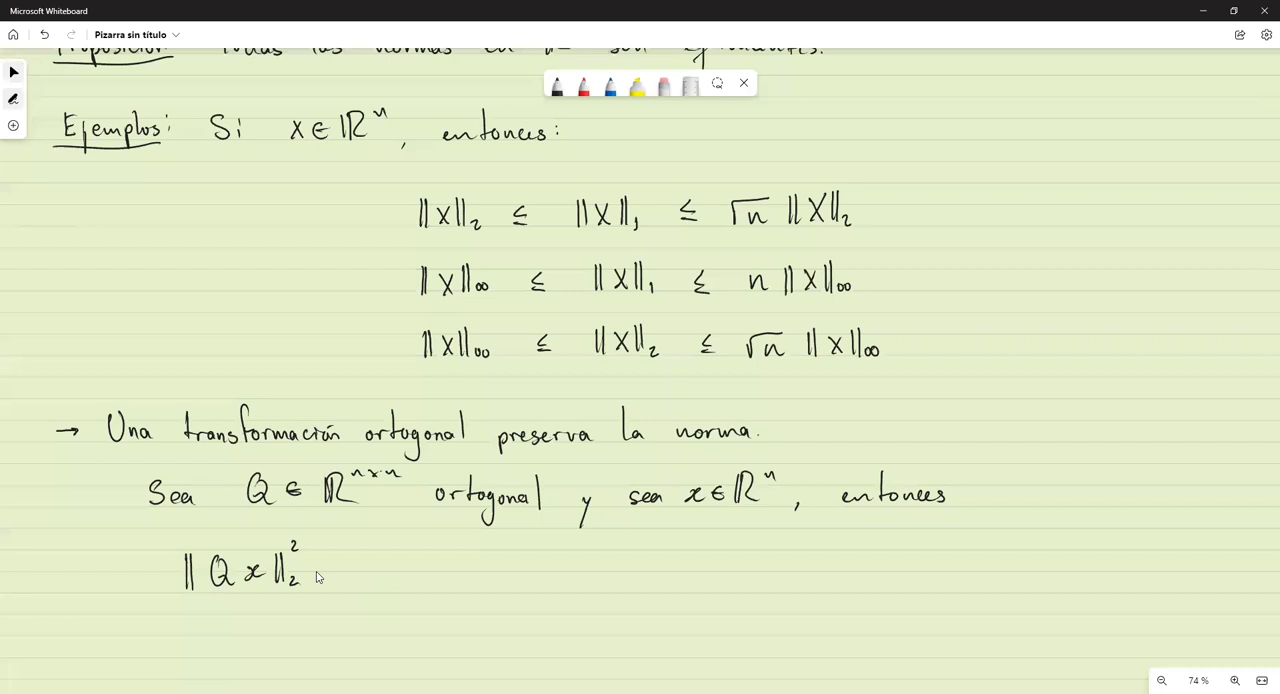 Microsoft Whiteboard
Pizarra sin título
Proposición
Ejemplos: Si x ∈ ℝⁿ, entonces:
‖x‖₂ ≤ ‖x‖₁ ≤ √n ‖x‖₂
‖x‖∞ ≤ ‖x‖₁ ≤ n ‖x‖∞
‖x‖∞ ≤ ‖x‖₂ ≤ √n ‖x‖∞
→ Una transformación ortogonal preserva la norma.
Sea Q ∈ ℝⁿˣⁿ ortogonal y sea x ∈ ℝⁿ, entonces
‖Qx‖₂²
74 %